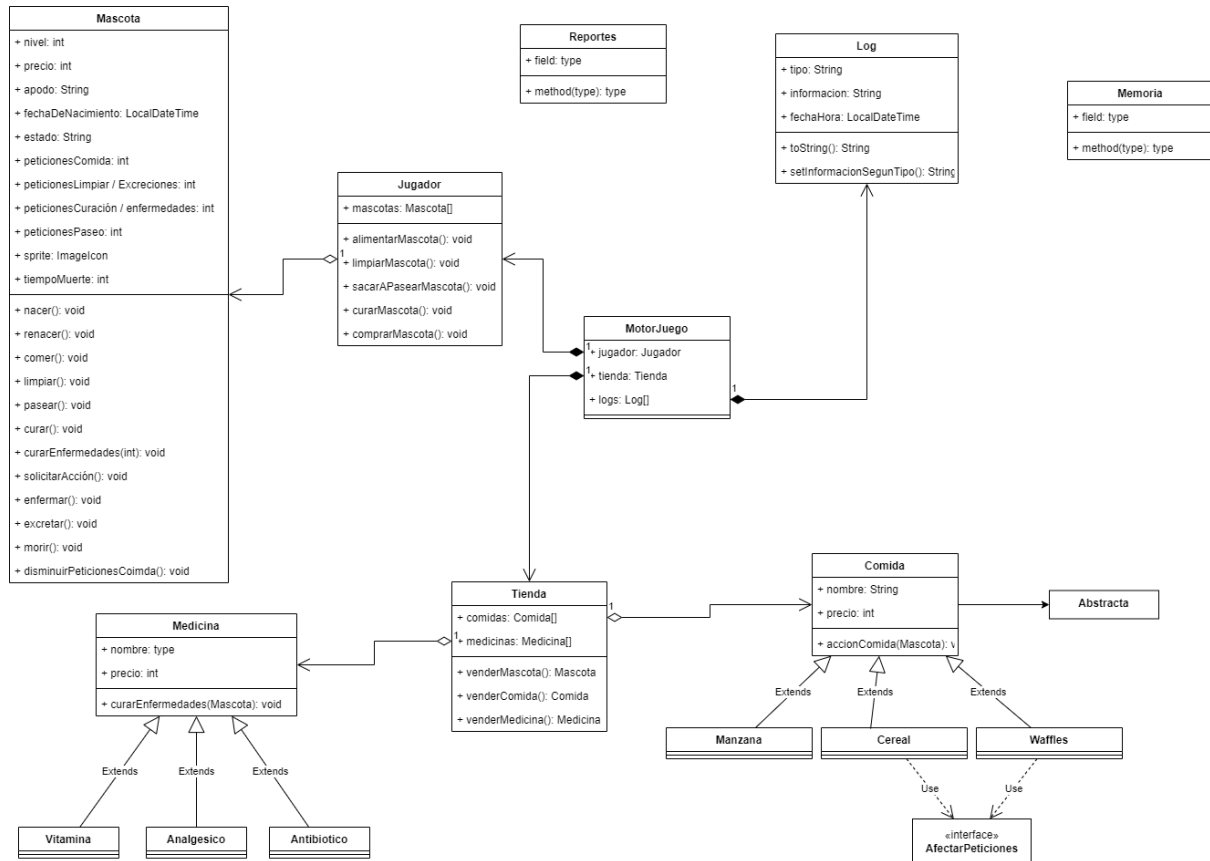 Mascota
+ nivel: int
+ precio: int
+ apodo: String
+ fechaDeNacimiento: LocalDateTime
+ estado: String
+ peticionesComida: int
+ peticionesLimpiar / Excreciones: int
+ peticionesCuración / enfermedades: int
+ peticionesPaseo: int
+ sprite: ImageIcon
+ tiempoMuerte: int
+ nacer(): void
+ renacer(): void
+ comer(): void
+ limpiar(): void
+ pasear(): void
+ curar(): void
+ curarEnfermedades(int): void
+ solicitarAcción(): void
+ enfermar(): void
+ excretar(): void
+ morir(): void
+ disminuirPeticionesCoimda(): void
Jugador
+ mascotas: Mascota[]
+ alimentarMascota(): void
+ limpiarMascota(): void
+ sacarAPasearMascota(): void
+ curarMascota(): void
+ comprarMascota(): void
1
Reportes
+ field: type
+ method(type): type
Log
+ tipo: String
+ informacion: String
+ fechaHora: LocalDateTime
+ toString(): String
+ setInformacionSegunTipo(): String
Memoria
+ field: type
+ method(type): type
MotorJuego
+ jugador: Jugador
+ tienda: Tienda
+ logs: Log[]
1
1
1
Tienda
+ comidas: Comida[]
+ medicinas: Medicina[]
+ venderMascota(): Mascota
+ venderComida(): Comida
+ venderMedicina(): Medicina
1
1
Comida
+ nombre: String
+ precio: int
+ accionComida(Mascota): v
Abstracta
Medicina
+ nombre: type
+ precio: int
+ curarEnfermedades(Mascota): void
Extends
Extends
Extends
Vitamina
Analgesico
Antibiotico
Extends
Extends
Extends
Manzana
Cereal
Waffles
Use
Use
«interface»
AfectarPeticiones